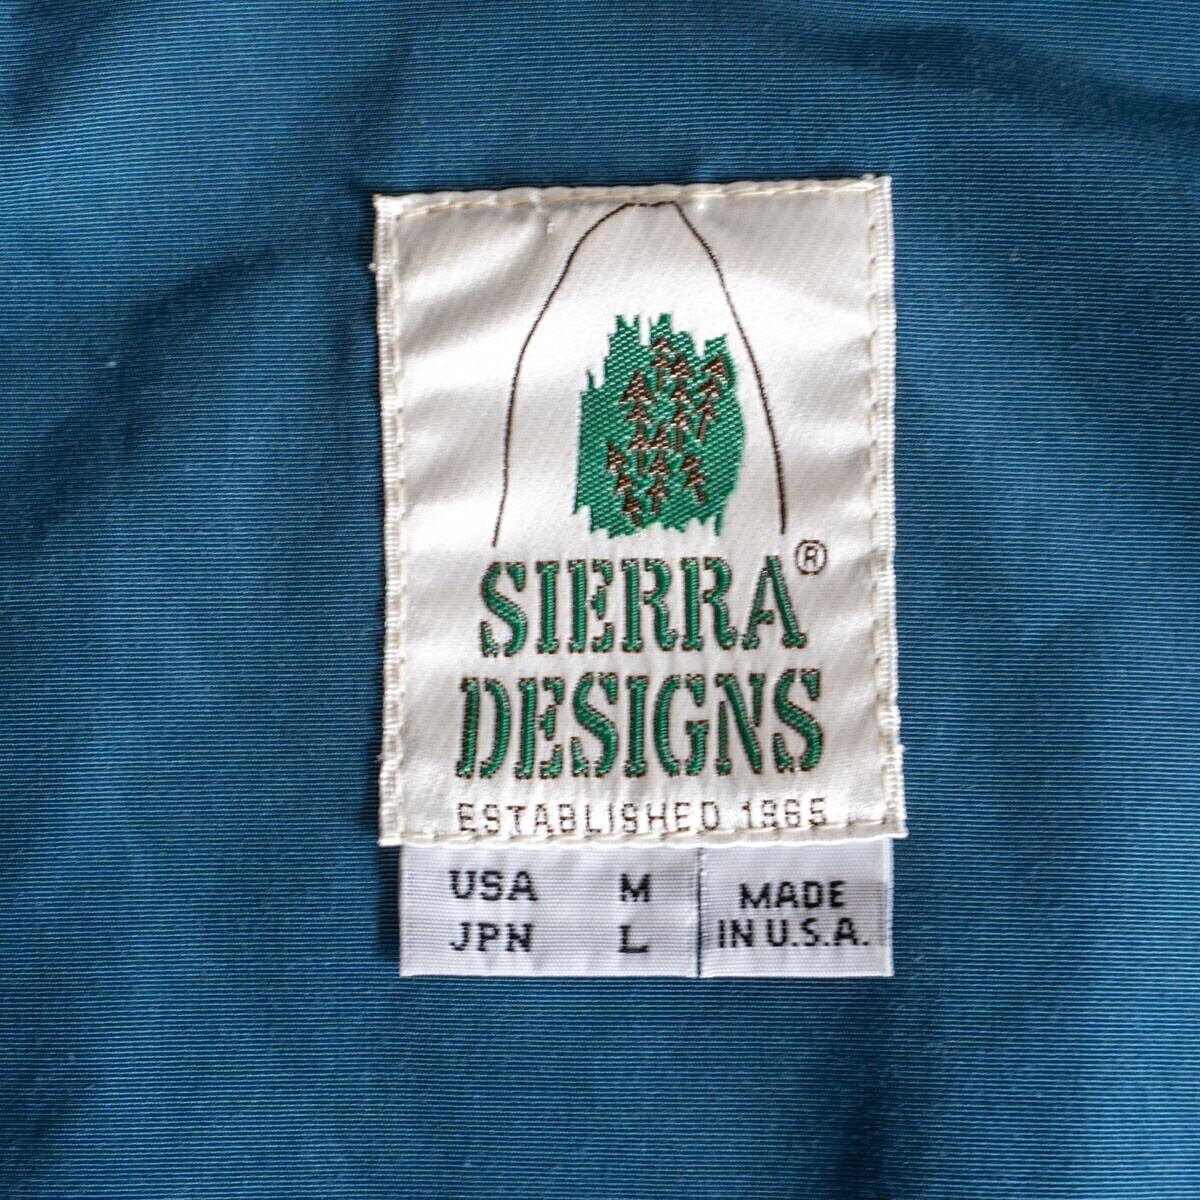 SIERRA®
DESIGNS
ESTABLISHED 1965
USA M
JPN L
MADE
IN U.S.A.